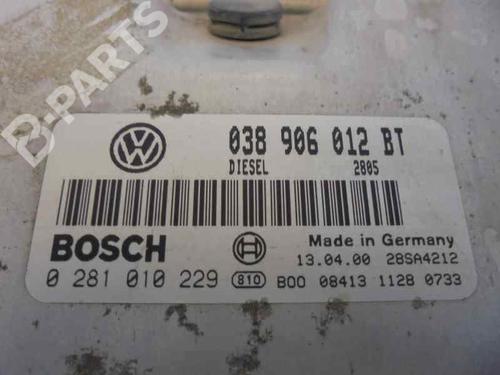 B-PARTS
038 906 012 BT
DIESEL 2805
BOSCH
Made in Germany
13.04.00 28SA4212
0 281 010 229 810 B00 08413 1128 0733